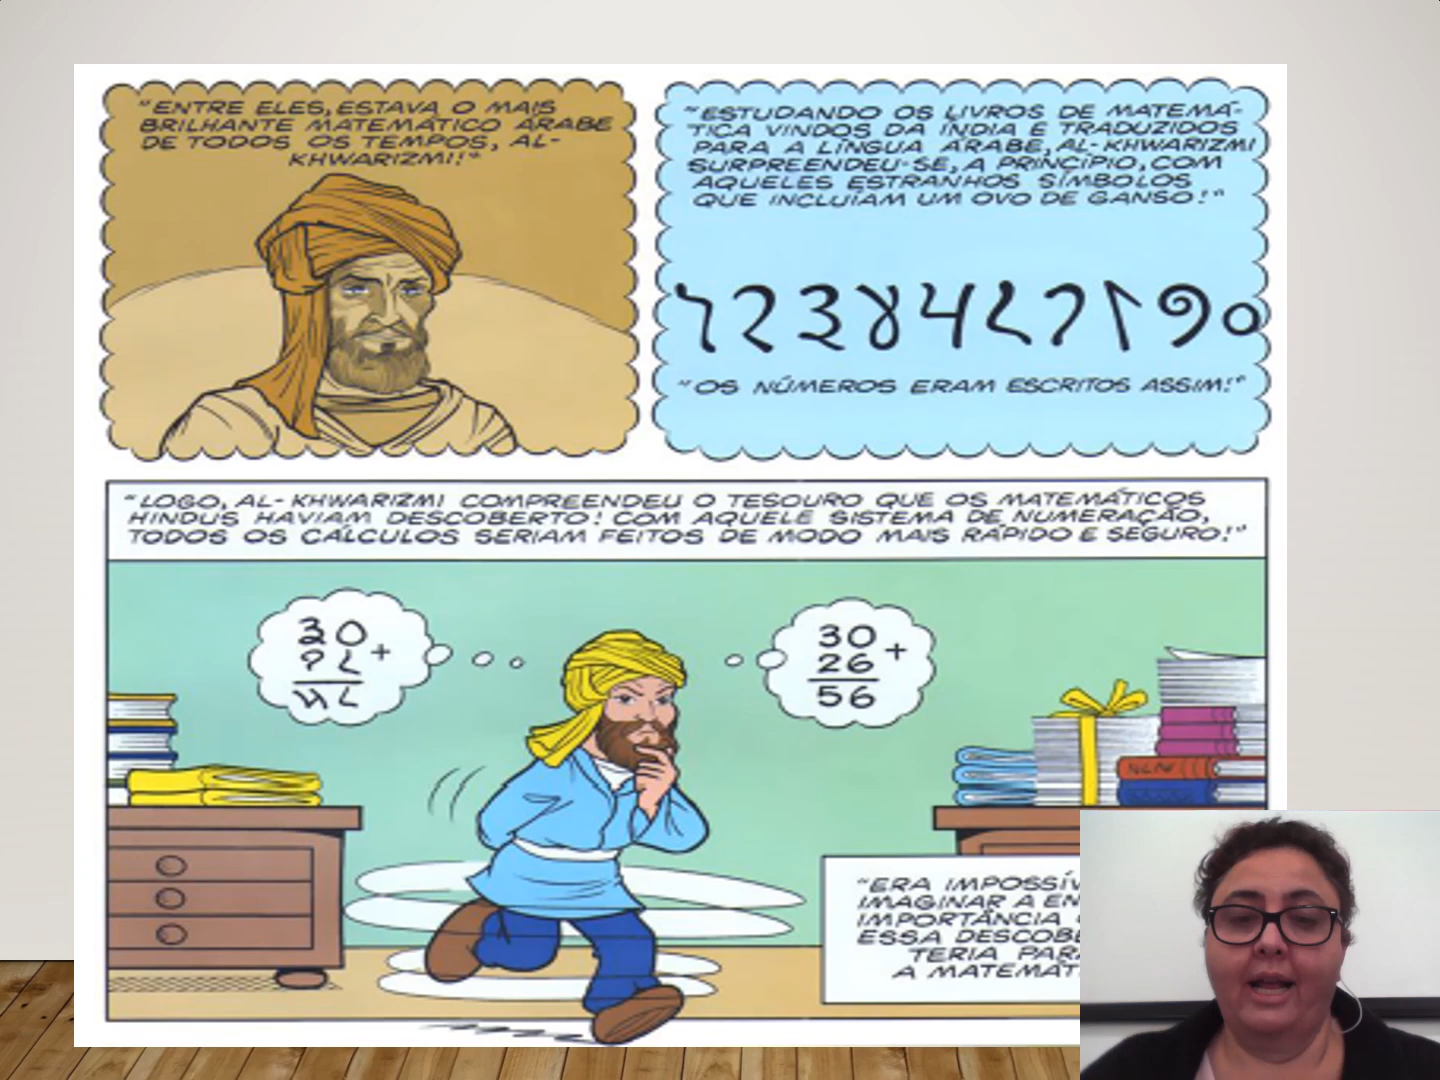 "ENTRE ELES, ESTAVA O MAIS
BRILHANTE MATEMÁTICO ÁRABE
DE TODOS OS TEMPOS, AL-
KHWARIZMI!"
"ESTUDANDO OS LIVROS DE MATEMÁ-
TICA VINDOS DA ÍNDIA E TRADUZIDOS
PARA A LÍNGUA ÁRABE, AL-KHWARIZMI
SURPREENDEU-SE, A PRINCÍPIO, COM
AQUELES ESTRANHOS SÍMBOLOS
QUE INCLUÍAM UM OVO DE GANSO!"
"OS NÚMEROS ERAM ESCRITOS ASSIM!"
"LOGO, AL-KHWARIZMI COMPREENDEU O TESOURO QUE OS MATEMÁTICOS
HINDUS HAVIAM DESCOBERTO! COM AQUELE SISTEMA DE NUMERAÇÃO,
TODOS OS CÁLCULOS SERIAM FEITOS DE MODO MAIS RÁPIDO E SEGURO!"
30
26 +
56
"ERA IMPOSSÍV
IMAGINAR A EN
IMPORTÂNCIA
ESSA DESCOBE
TERIA PARA
A MATEMÁT